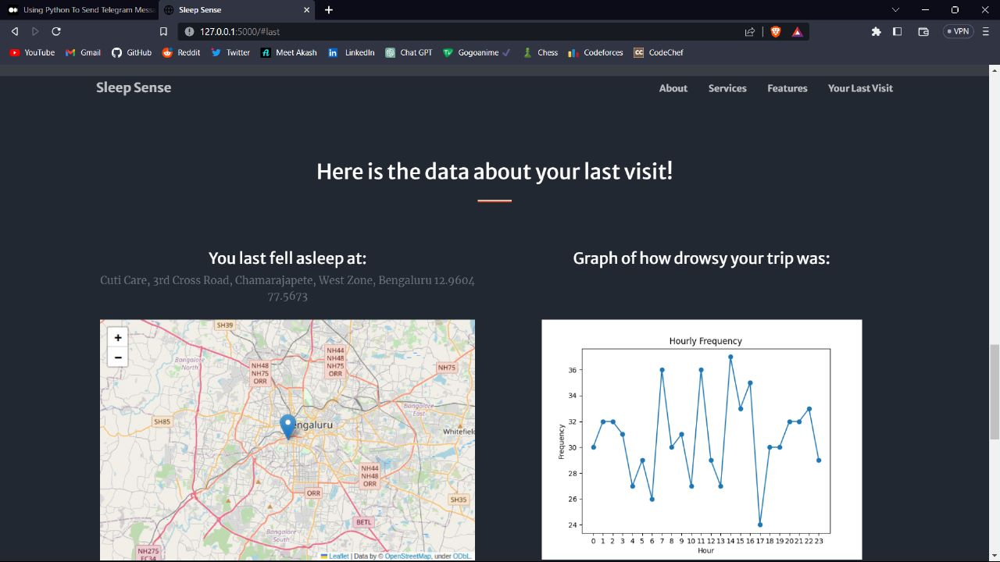 Using Python To Send Telegram Messa
Sleep Sense
127.0.0.1:5000/#last
VPN
YouTube Gmail GitHub Reddit Twitter Meet Akash LinkedIn Chat GPT Gogoanime Chess Codeforces CodeChef
Sleep Sense
About Services Features Your Last Visit
Here is the data about your last visit!
You last fell asleep at:
Cuti Care, 3rd Cross Road, Chamarajapete, West Zone, Bengaluru 12.9604
77.5673
+
−
SH39
Bangalore
North
NH48
NH75
ORR
NH44
NH48
NH75
ORR
NH75
SH85
Bangalore
East
engaluru
Whitefield
NH44
NH48
ORR
ORR
SH35
BETL
Bangalore
South
NH275
EC34
Leaflet | Data by © OpenStreetMap, under ODbL.
Graph of how drowsy your trip was:
Hourly Frequency
Frequency
36
34
32
30
28
26
24
0 1 2 3 4 5 6 7 8 9 10 11 12 13 14 15 16 17 18 19 20 21 22 23
Hour